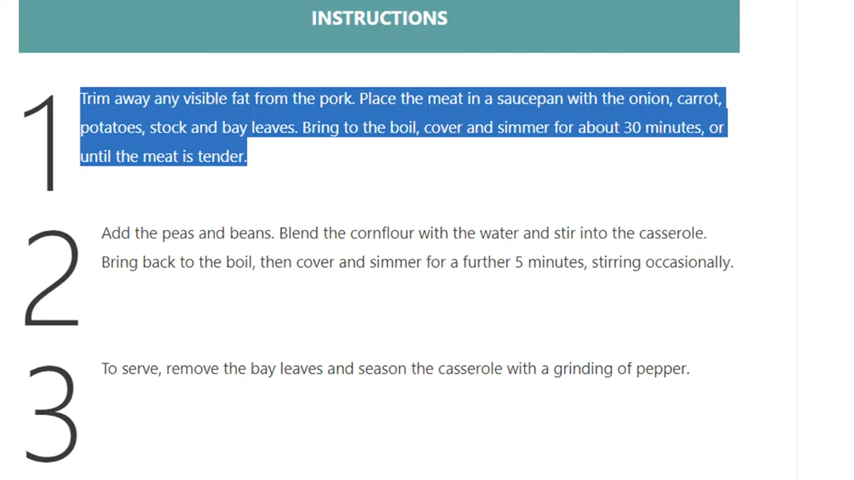 INSTRUCTIONS
1
Trim away any visible fat from the pork. Place the meat in a saucepan with the onion, carrot,
potatoes, stock and bay leaves. Bring to the boil, cover and simmer for about 30 minutes, or
until the meat is tender.
2
Add the peas and beans. Blend the cornflour with the water and stir into the casserole.
Bring back to the boil, then cover and simmer for a further 5 minutes, stirring occasionally.
3
To serve, remove the bay leaves and season the casserole with a grinding of pepper.